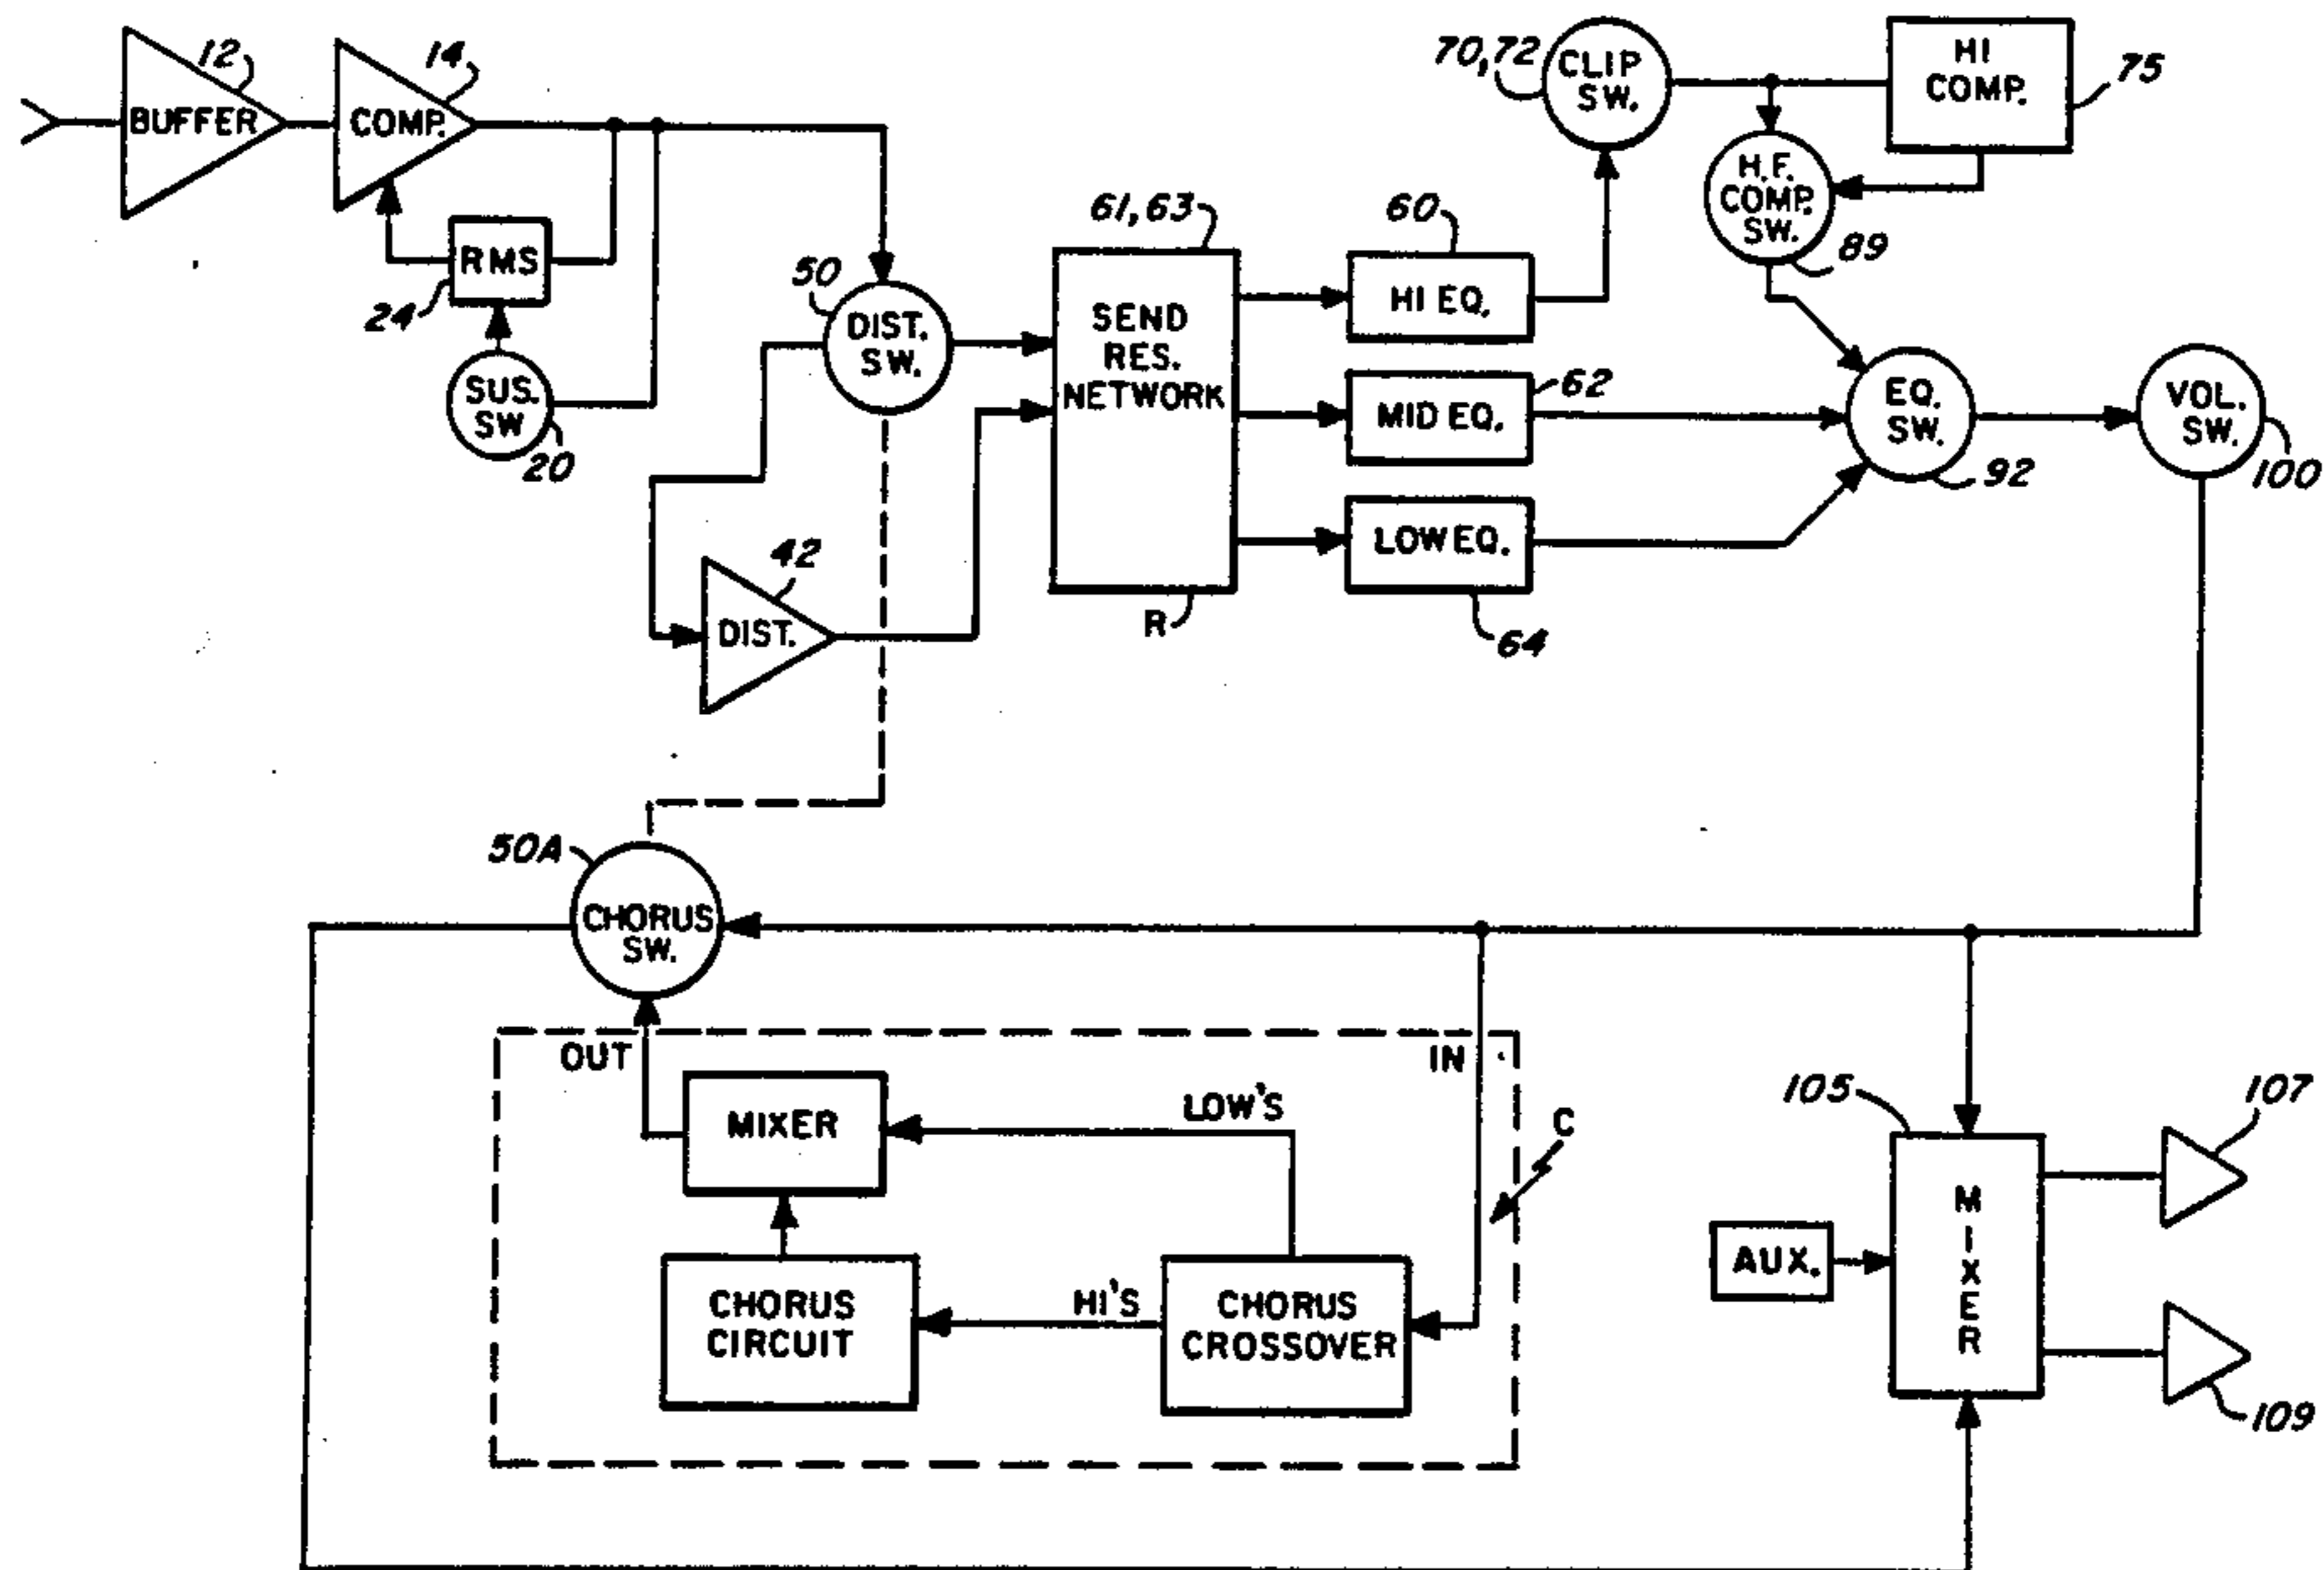 12
BUFFER
14
COMP.
RMS
24
SUS.
SW
20
50
DIST.
SW.
42
DIST.
61, 63
SEND
RES.
NETWORK
R
60
HI EQ.
62
MID EQ.
LOW EQ.
64
70, 72
CLIP
SW.
HI
COMP.
75
H.F.
COMP.
SW.
89
EQ.
SW.
92
VOL.
SW.
100
50A
CHORUS
SW.
OUT
IN
MIXER
LOW'S
C
CHORUS
CIRCUIT
HI'S
CHORUS
CROSSOVER
105
MIXER
AUX.
107
109